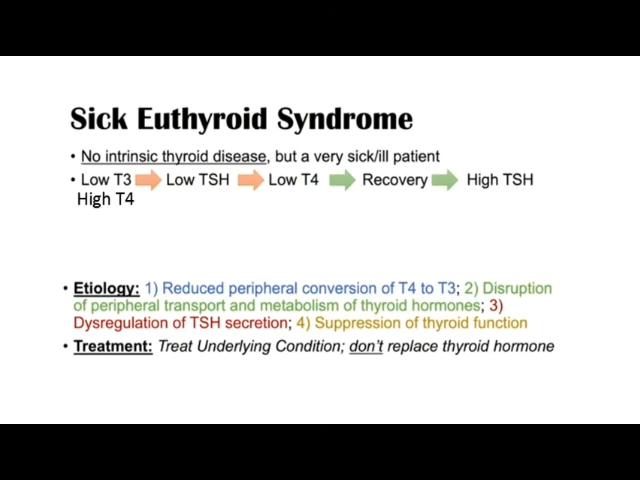 Sick Euthyroid Syndrome
• No intrinsic thyroid disease, but a very sick/ill patient
• Low T3 Low TSH Low T4 Recovery High TSH
High T4
• Etiology: 1) Reduced peripheral conversion of T4 to T3; 2) Disruption
of peripheral transport and metabolism of thyroid hormones; 3)
Dysregulation of TSH secretion; 4) Suppression of thyroid function
• Treatment: Treat Underlying Condition; don't replace thyroid hormone